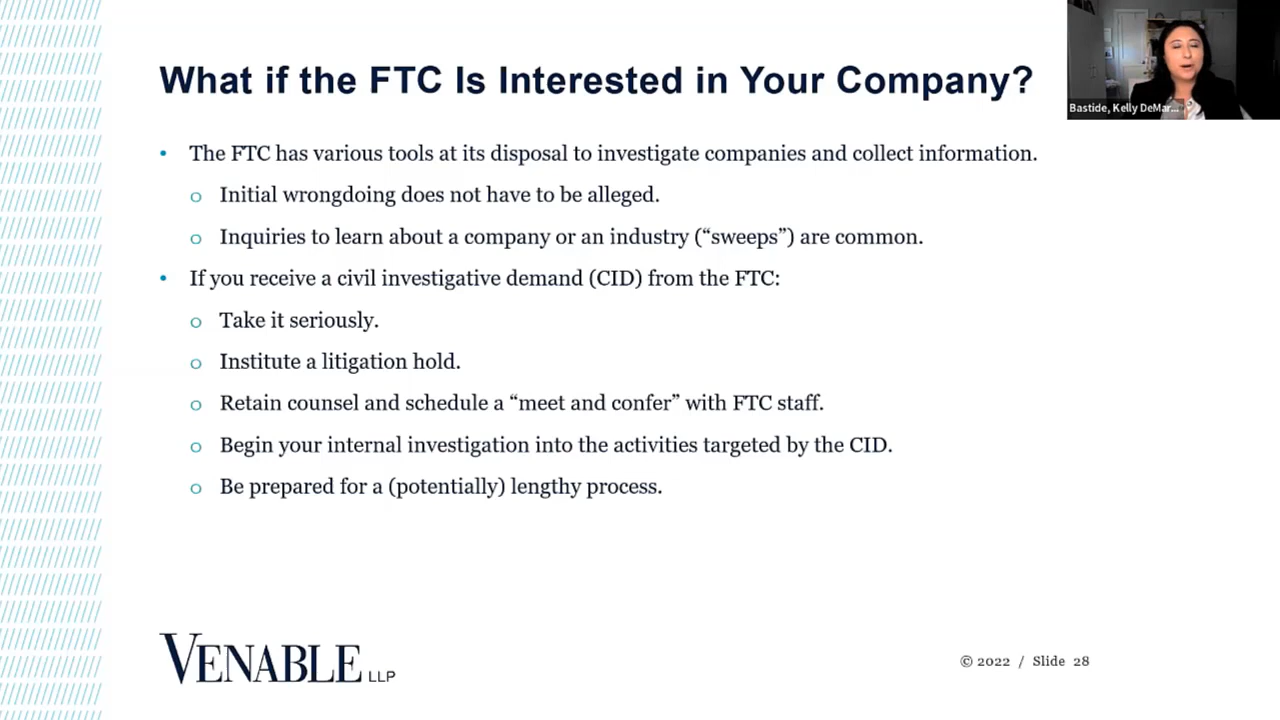 What if the FTC Is Interested in Your Company?
Bastide, Kelly DeMar...
• The FTC has various tools at its disposal to investigate companies and collect information.
o Initial wrongdoing does not have to be alleged.
o Inquiries to learn about a company or an industry (“sweeps”) are common.
• If you receive a civil investigative demand (CID) from the FTC:
o Take it seriously.
o Institute a litigation hold.
o Retain counsel and schedule a “meet and confer” with FTC staff.
o Begin your internal investigation into the activities targeted by the CID.
o Be prepared for a (potentially) lengthy process.
VENABLE LLP
© 2022 / Slide 28